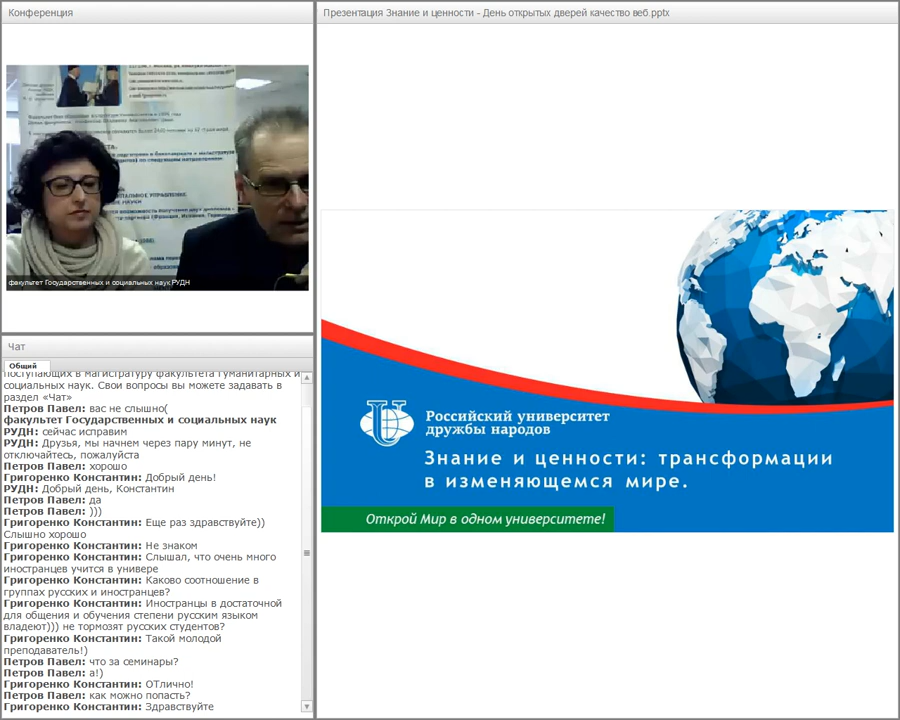 Конференция
факультет Государственных и социальных наук РУДН
Чат
Общий
поступающих в магистратуру факультета гуманитарных и
социальных наук. Свои вопросы вы можете задавать в
раздел «Чат»
Петров Павел: вас не слышно(
факультет Государственных и социальных наук
РУДН: сейчас исправим
РУДН: Друзья, мы начнем через пару минут, не
отключайтесь, пожалуйста
Петров Павел: хорошо
Григоренко Константин: Добрый день!
РУДН: Добрый день, Константин
Петров Павел: да
Петров Павел: )))
Григоренко Константин: Еще раз здравствуйте))
Слышно хорошо
Григоренко Константин: Не знаком
Григоренко Константин: Слышал, что очень много
иностранцев учится в универе
Григоренко Константин: Каково соотношение в
группах русских и иностранцев?
Григоренко Константин: Иностранцы в достаточной
для общения и обучения степени русским языком
владеют))) не тормозят русских студентов?
Григоренко Константин: Такой молодой
преподаватель!)
Петров Павел: что за семинары?
Петров Павел: а!)
Григоренко Константин: ОТлично!
Петров Павел: как можно попасть?
Григоренко Константин: Здравствуйте
Презентация Знание и ценности - День открытых дверей качество веб.pptx
Российский университет
дружбы народов
Знание и ценности: трансформации
в изменяющемся мире.
Открой Мир в одном университете!